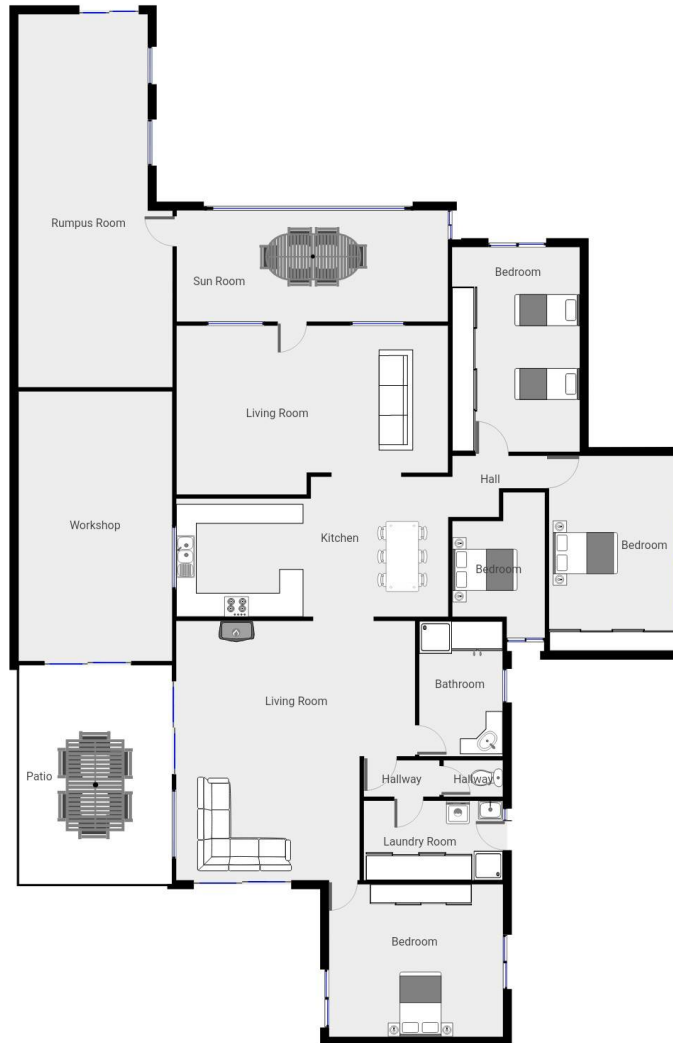 Rumpus Room
Sun Room
Bedroom
Living Room
Hall
Workshop
Kitchen
Bedroom
Bedroom
Bathroom
Living Room
Patio
Hallway
Hallway
Laundry Room
Bedroom